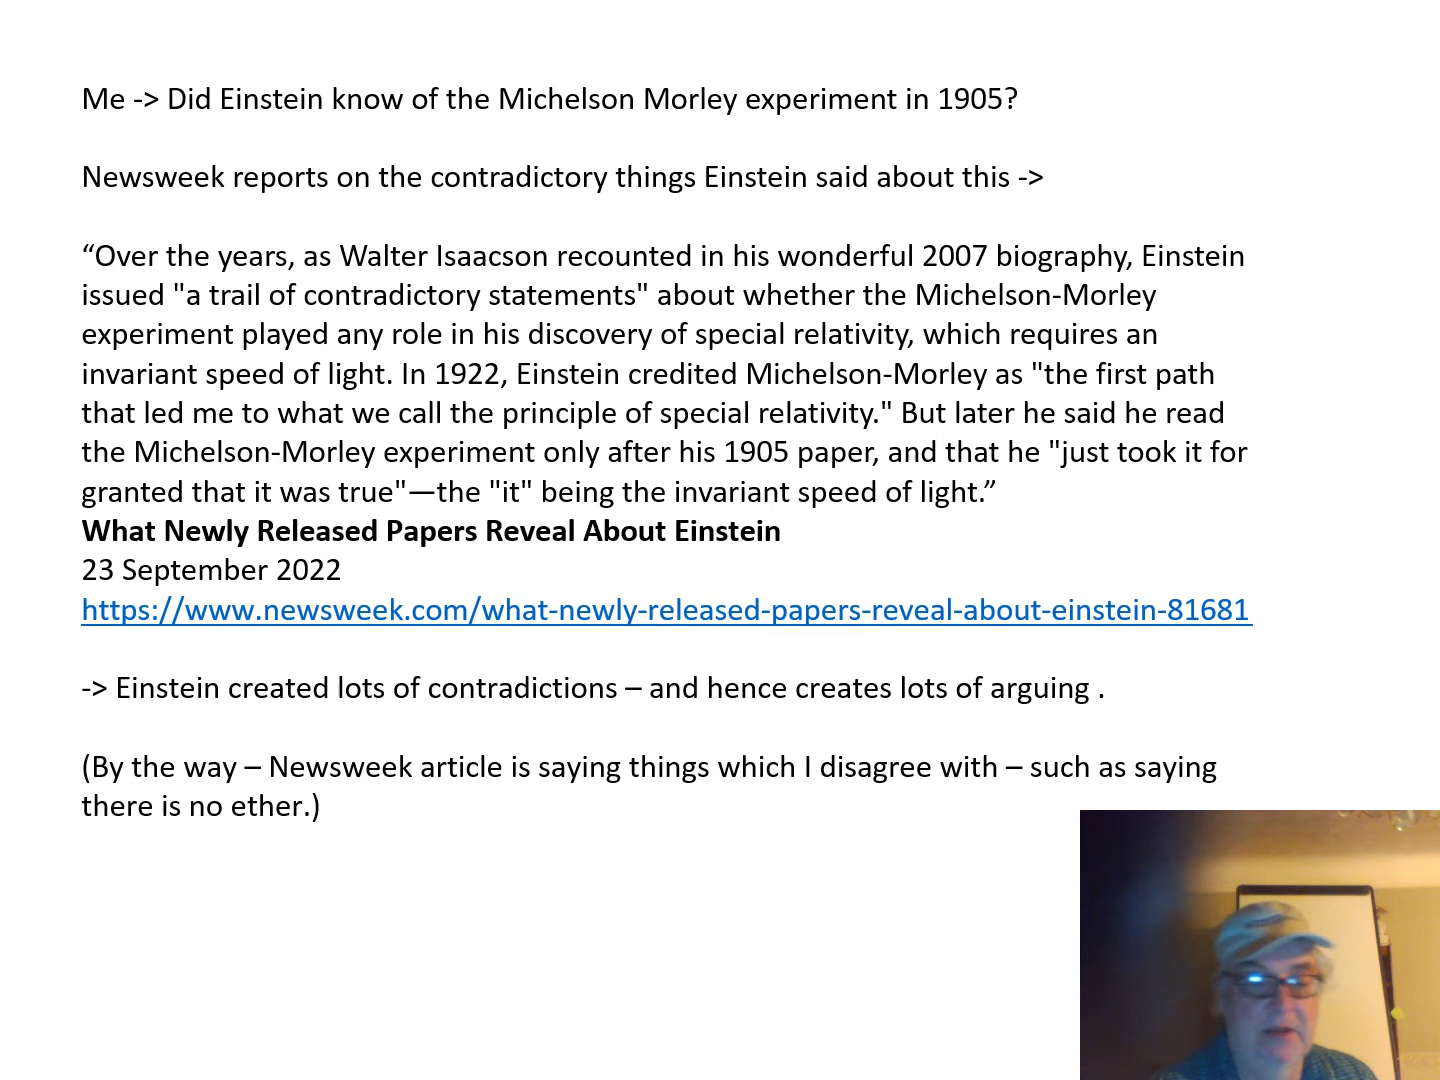 Me -> Did Einstein know of the Michelson Morley experiment in 1905?
Newsweek reports on the contradictory things Einstein said about this ->
“Over the years, as Walter Isaacson recounted in his wonderful 2007 biography, Einstein
issued "a trail of contradictory statements" about whether the Michelson-Morley
experiment played any role in his discovery of special relativity, which requires an
invariant speed of light. In 1922, Einstein credited Michelson-Morley as "the first path
that led me to what we call the principle of special relativity." But later he said he read
the Michelson-Morley experiment only after his 1905 paper, and that he "just took it for
granted that it was true"—the "it" being the invariant speed of light.”
What Newly Released Papers Reveal About Einstein
23 September 2022
https://www.newsweek.com/what-newly-released-papers-reveal-about-einstein-81681
-> Einstein created lots of contradictions – and hence creates lots of arguing .
(By the way – Newsweek article is saying things which I disagree with – such as saying
there is no ether.)